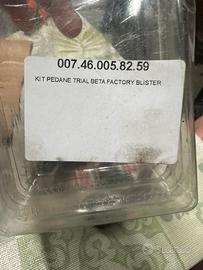 007.46.005.82.59
KIT PEDANE TRIAL BETA FACTORY BLISTER